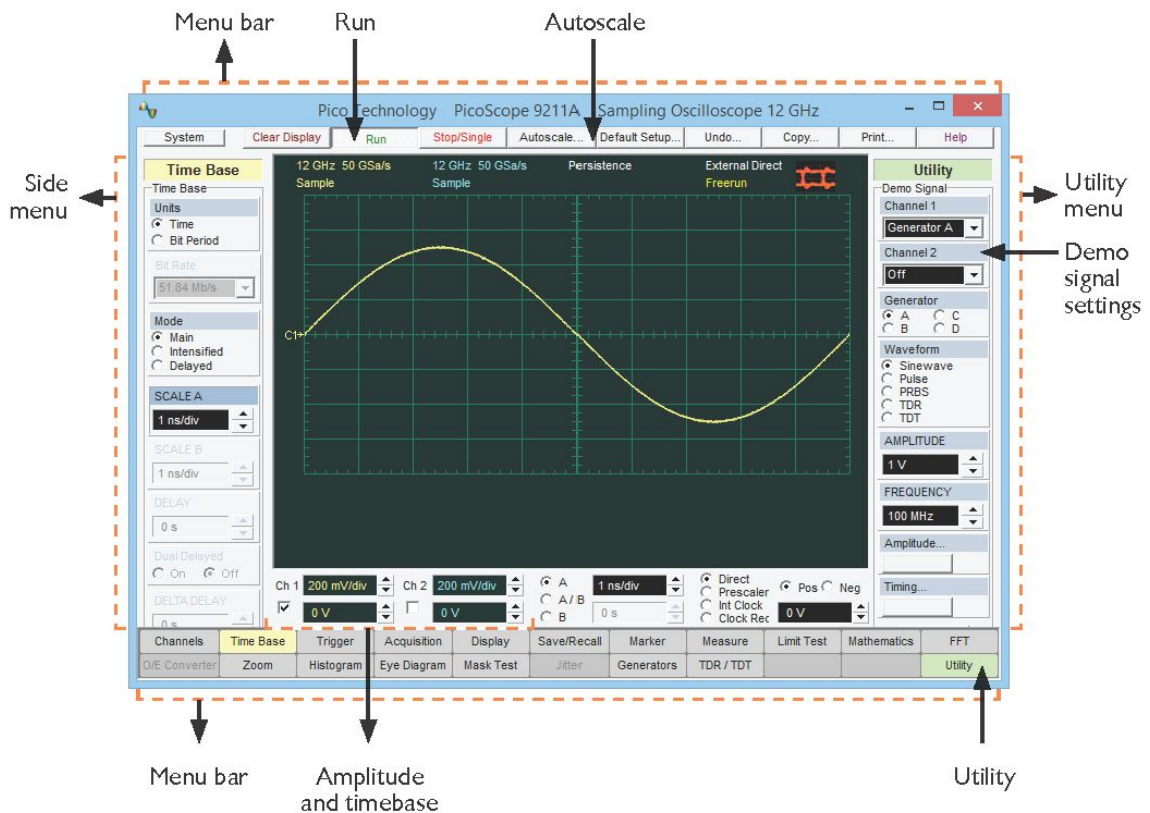 Menu bar
Run
Autoscale
Pico Technology PicoScope 9211A Sampling Oscilloscope 12 GHz
System
Clear Display
Run
Stop/Single
Autoscale...
Default Setup...
Undo...
Copy...
Print...
Help
Side menu
Time Base
Time Base
Units
Time
Bit Period
Bit Rate
51.84 Mb/s
Mode
Main
Intensified
Delayed
SCALE A
1 ns/div
SCALE B
1 ns/div
DELAY
0 s
Dual Delayed
On Off
DELTA DELAY
0 s
12 GHz 50 GSa/s
Sample
12 GHz 50 GSa/s
Sample
Persistence
External Direct
Freerun
C1
Utility
Demo Signal
Channel 1
Generator A
Channel 2
Off
Generator
A C
B D
Waveform
Sinewave
Pulse
PRBS
TDR
TDT
AMPLITUDE
1 V
FREQUENCY
100 MHz
Amplitude...
Timing...
Utility
menu
Demo
signal
settings
Ch 1 200 mV/div
0 V
Ch 2 200 mV/div
0 V
A
A / B
B
1 ns/div
0 s
Direct
Prescaler
Int Clock
Clock Rec
Pos Neg
0 V
Channels Time Base Trigger Acquisition Display Save/Recall Marker Measure Limit Test Mathematics FFT
O/E Converter Zoom Histogram Eye Diagram Mask Test Jitter Generators TDR / TDT Utility
Menu bar
Amplitude
and timebase
Utility